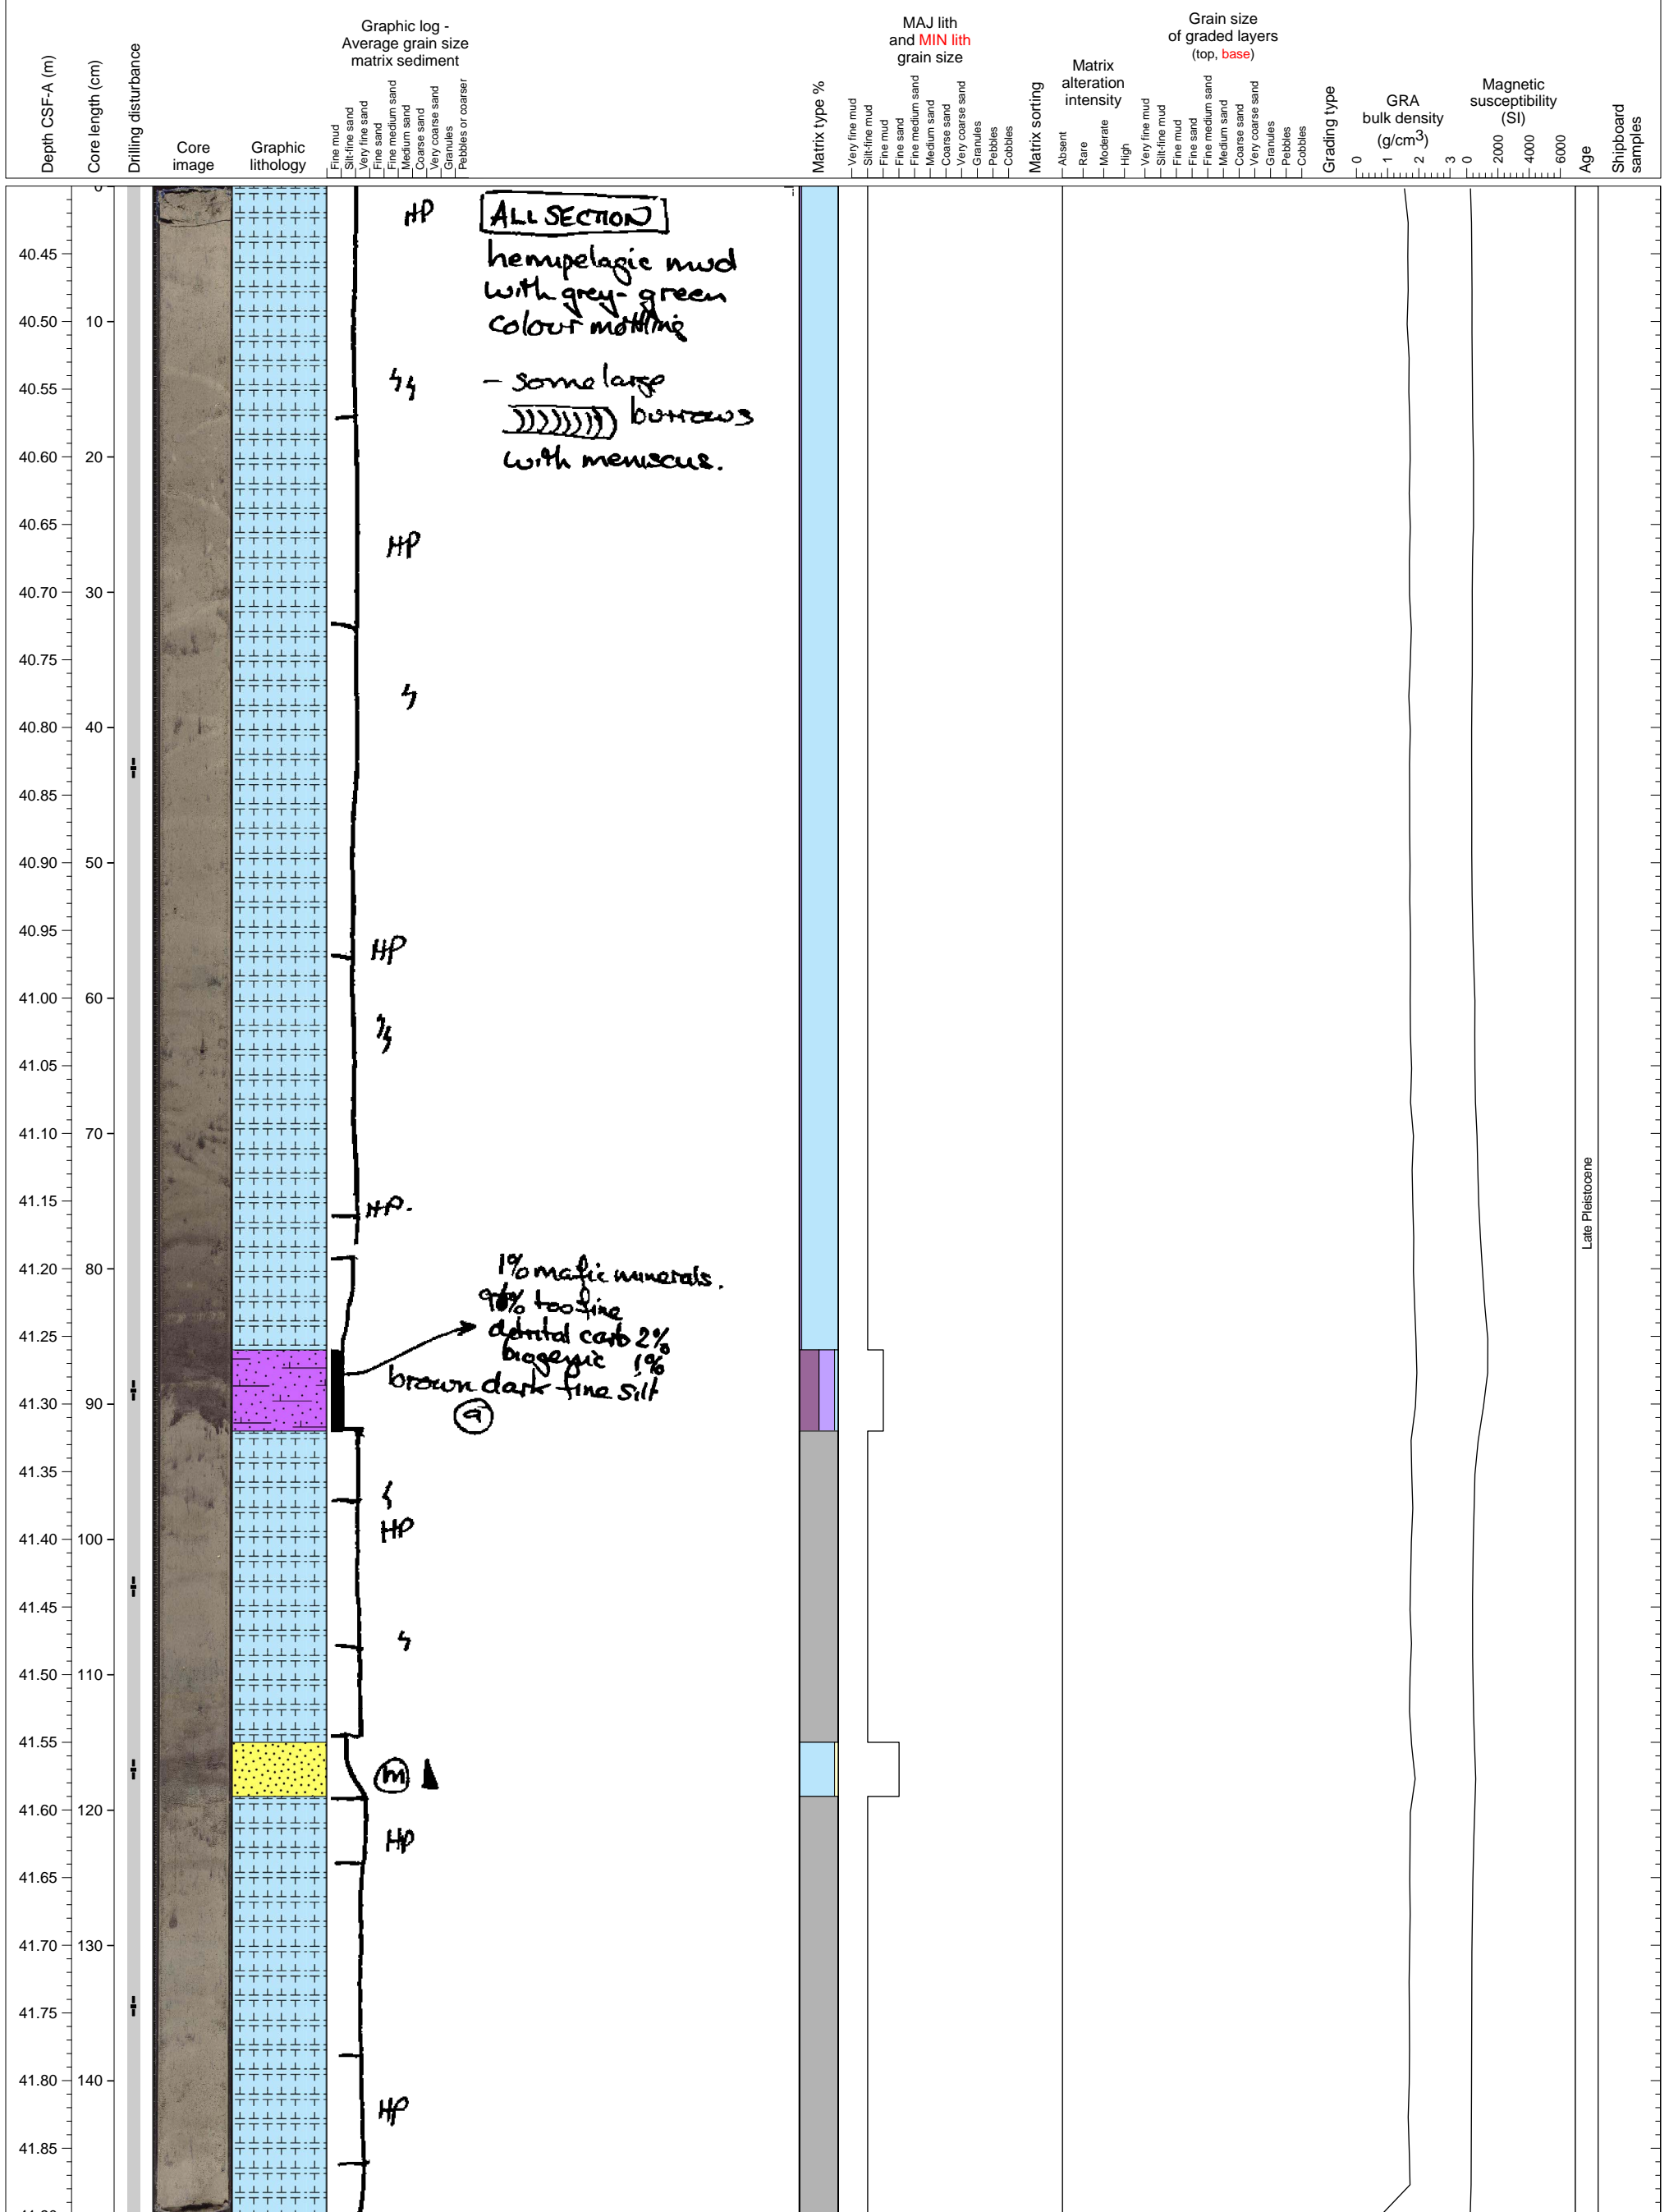 Graphic log -
Average grain size
matrix sediment
MAJ lith
and MIN lith
grain size
Grain size
of graded layers
(top, base)
Matrix
alteration
intensity
GRA
bulk density
(g/cm3)
Magnetic
susceptibility
(SI)
Depth CSF-A (m)
Core length (cm)
Drilling disturbance
Core
image
Graphic
lithology
Fine mud
Silt-fine sand
Very fine sand
Fine sand
Fine medium sand
Medium sand
Coarse sand
Very coarse sand
Granules
Pebbles or coarser
Matrix type %
Very fine mud
Silt-fine mud
Fine mud
Fine sand
Fine medium sand
Medium sand
Coarse sand
Very coarse sand
Granules
Pebbles
Cobbles
Matrix sorting
Absent
Rare
Moderate
High
Very fine mud
Silt-fine mud
Fine mud
Fine sand
Fine medium sand
Medium sand
Coarse sand
Very coarse sand
Granules
Pebbles
Cobbles
Grading type
0 1 2 3
0 2000 4000 6000
Age
Shipboard
samples
0
HP
ALL SECTION
40.45
hemipelagic mud
with grey-green
40.50 10
colour mottling
40.55
- some large
burrows
40.60 20
with meniscus.
40.65
HP
40.70 30
40.75
40.80 40
40.85
40.90 50
40.95
HP
41.00 60
41.05
41.10 70
41.15
HP.
Late Pleistocene
41.20 80
1% mafic minerals.
too fine
41.25
detrital carb 2%
biogenic 1%
brown dark fine silt
41.30 90
a
41.35
HP
41.40 100
41.45
41.50 110
41.55
m
41.60 120
HP
41.65
41.70 130
41.75
41.80 140
HP
41.85